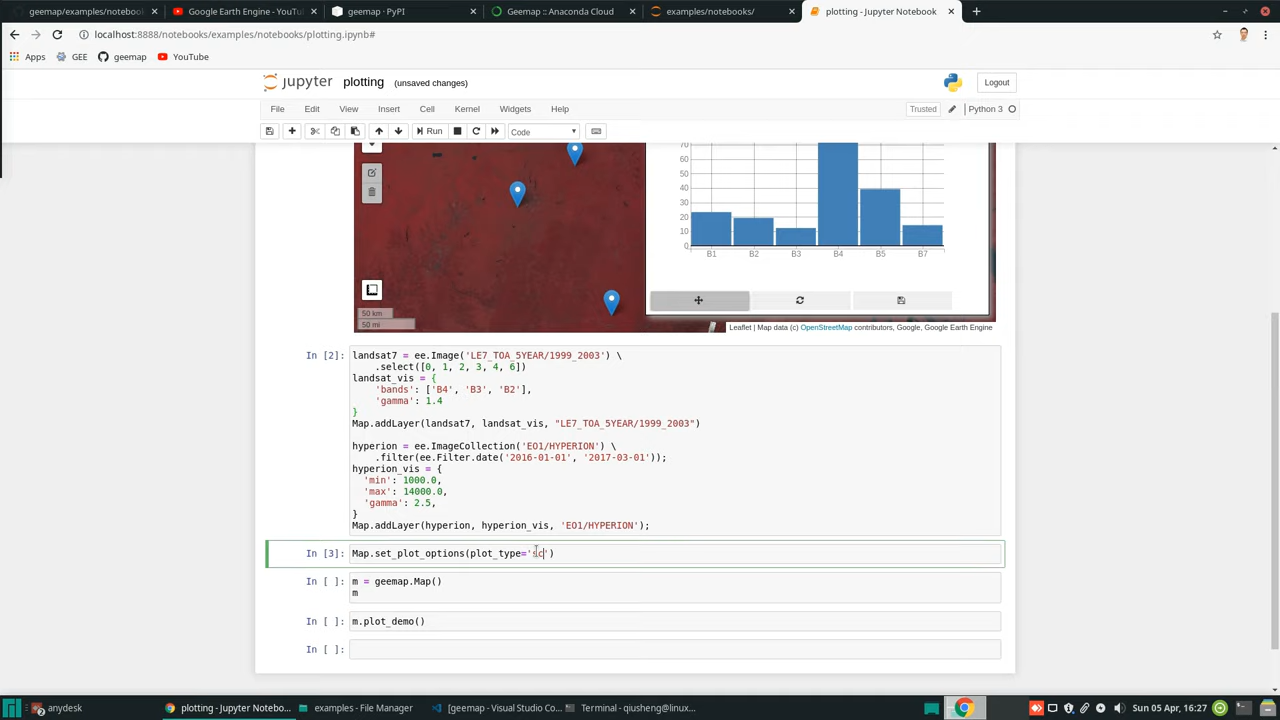 geemap/examples/notebook
Google Earth Engine - YouTu
geemap · PyPI
Geemap :: Anaconda Cloud
examples/notebooks/
plotting - Jupyter Notebook
localhost:8888/notebooks/examples/notebooks/plotting.ipynb#
Apps GEE geemap YouTube
jupyter plotting (unsaved changes)
Logout
File Edit View Insert Cell Kernel Widgets Help
Trusted Python 3
Run Code
70
60
50
40
30
20
10
0
B1 B2 B3 B4 B5 B7
50 km
50 mi
Leaflet | Map data (c) OpenStreetMap contributors, Google, Google Earth Engine
In [2]: landsat7 = ee.Image('LE7_TOA_5YEAR/1999_2003') \
.select([0, 1, 2, 3, 4, 6])
landsat_vis = {
'bands': ['B4', 'B3', 'B2'],
'gamma': 1.4
}
Map.addLayer(landsat7, landsat_vis, "LE7_TOA_5YEAR/1999_2003")
hyperion = ee.ImageCollection('EO1/HYPERION') \
.filter(ee.Filter.date('2016-01-01', '2017-03-01'));
hyperion_vis = {
'min': 1000.0,
'max': 14000.0,
'gamma': 2.5,
}
Map.addLayer(hyperion, hyperion_vis, 'EO1/HYPERION');
In [3]: Map.set_plot_options(plot_type='sc')
In [ ]: m = geemap.Map()
m
In [ ]: m.plot_demo()
In [ ]:
anydesk
plotting - Jupyter Notebo...
examples - File Manager
[geemap - Visual Studio Co...
Terminal - qiusheng@linux...
Sun 05 Apr, 16:27